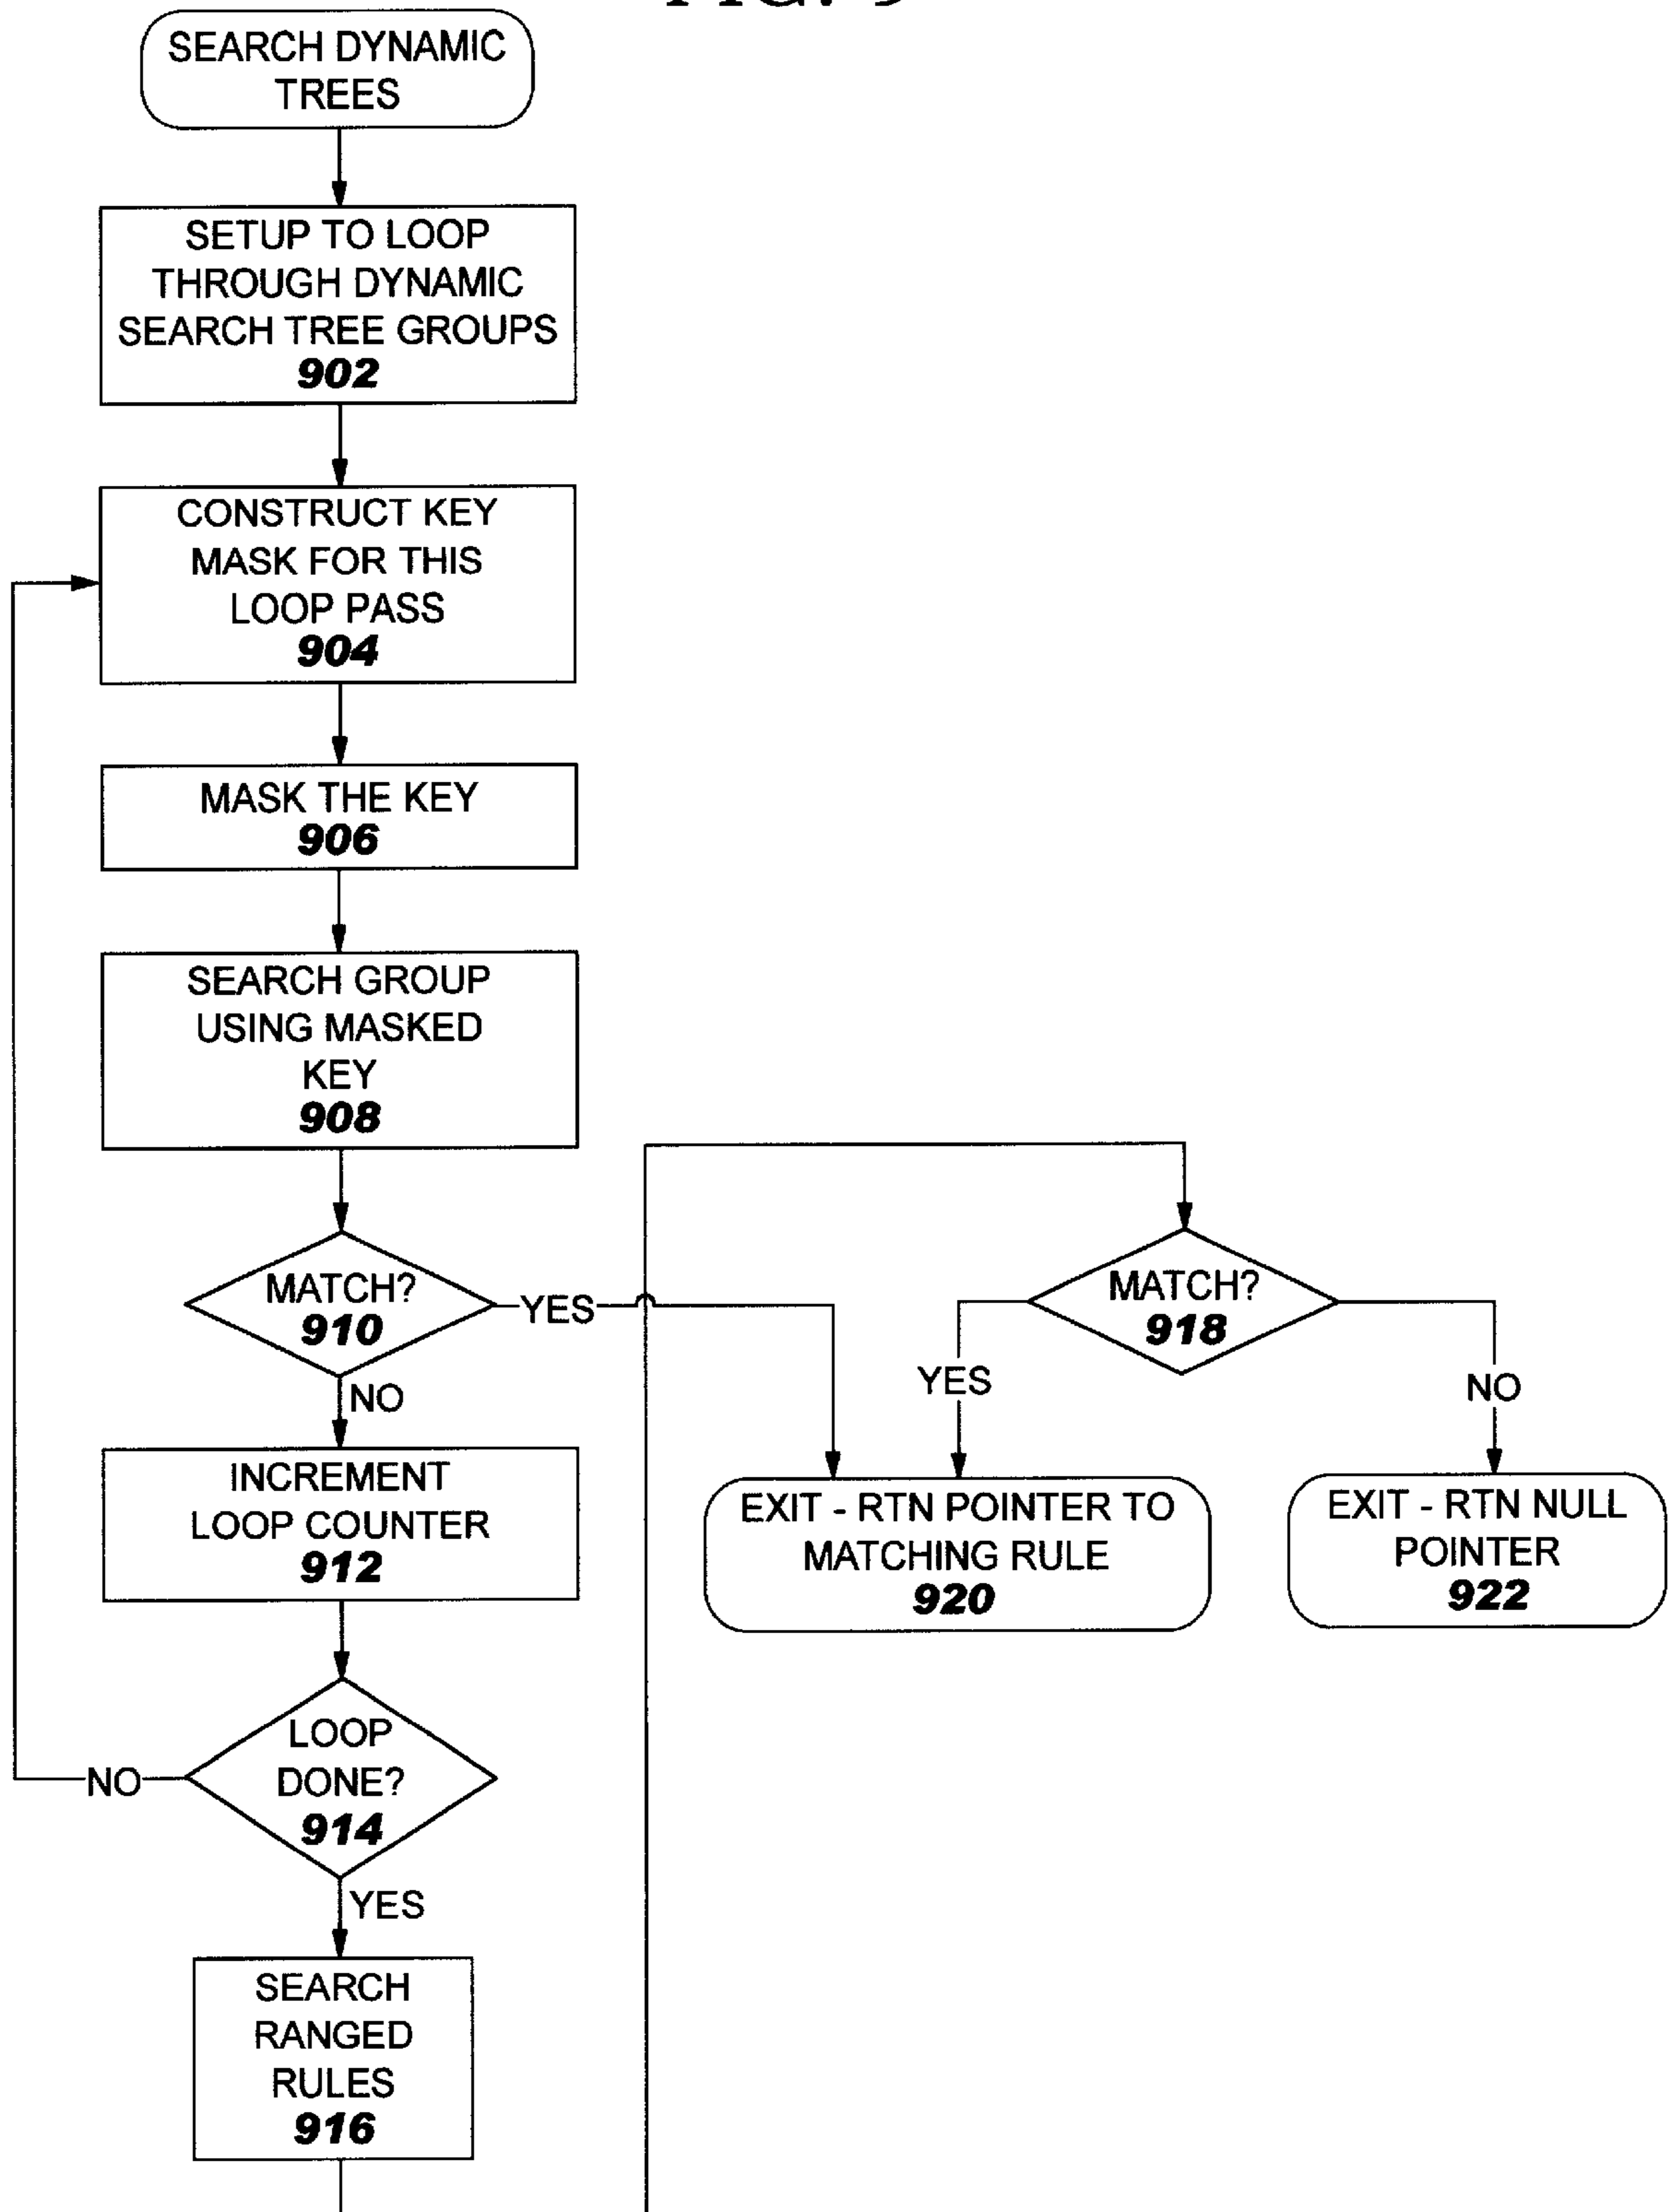 SEARCH DYNAMIC
TREES
SETUP TO LOOP
THROUGH DYNAMIC
SEARCH TREE GROUPS
902
CONSTRUCT KEY
MASK FOR THIS
LOOP PASS
904
MASK THE KEY
906
SEARCH GROUP
USING MASKED
KEY
908
MATCH?
910
YES
NO
INCREMENT
LOOP COUNTER
912
LOOP
DONE?
914
NO
YES
SEARCH
RANGED
RULES
916
MATCH?
918
YES
NO
EXIT - RTN POINTER TO
MATCHING RULE
920
EXIT - RTN NULL
POINTER
922